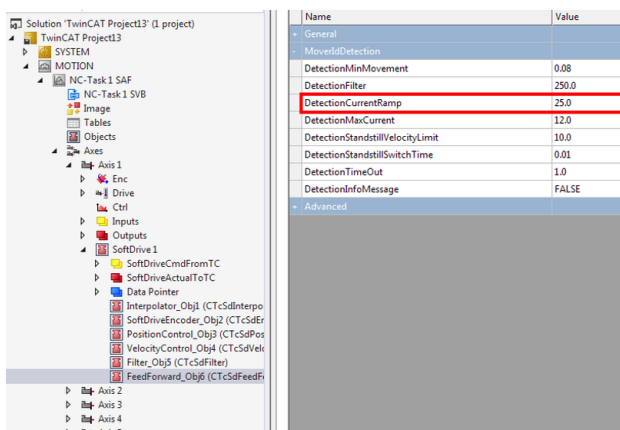 Solution 'TwinCAT Project13' (1 project)
TwinCAT Project13
SYSTEM
MOTION
NC-Task 1 SAF
NC-Task 1 SVB
Image
Tables
Objects
Axes
Axis 1
Enc
Drive
Ctrl
Inputs
Outputs
SoftDrive 1
SoftDriveCmdFromTC
SoftDriveActualToTC
Data Pointer
Interpolator_Obj1 (CTcSdInterpo
SoftDriveEncoder_Obj2 (CTcSdEr
PositionControl_Obj3 (CTcSdPos
VelocityControl_Obj4 (CTcSdVelo
Filter_Obj5 (CTcSdFilter)
FeedForward_Obj6 (CTcSdFeedFo
Axis 2
Axis 3
Axis 4
Name Value
+ General
- MoverIdDetection
DetectionMinMovement 0.08
DetectionFilter 250.0
DetectionCurrentRamp 25.0
DetectionMaxCurrent 12.0
DetectionStandstillVelocityLimit 10.0
DetectionStandstillSwitchTime 0.01
DetectionTimeOut 1.0
DetectionInfoMessage FALSE
+ Advanced